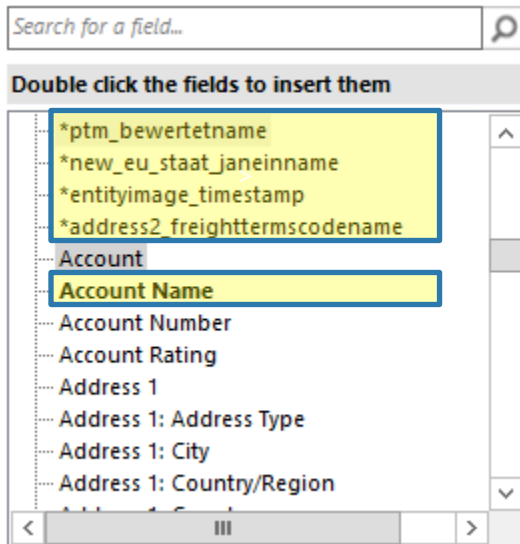 Search for a field...
Double click the fields to insert them
*ptm_bewertetname
*new_eu_staat_janeinname
*entityimage_timestamp
*address2_freighttermscodename
Account
Account Name
Account Number
Account Rating
Address 1
Address 1: Address Type
Address 1: City
Address 1: Country/Region